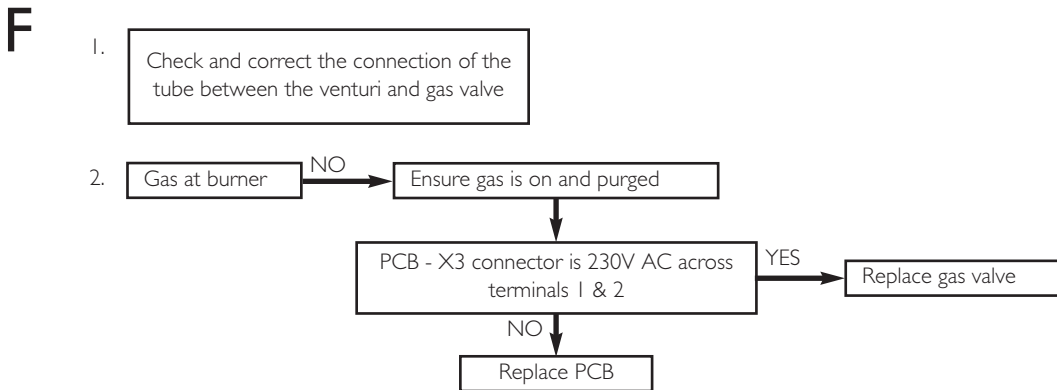 F
1.
Check and correct the connection of the
tube between the venturi and gas valve
2.
Gas at burner
NO
Ensure gas is on and purged
PCB - X3 connector is 230V AC across
terminals 1 & 2
YES
Replace gas valve
NO
Replace PCB